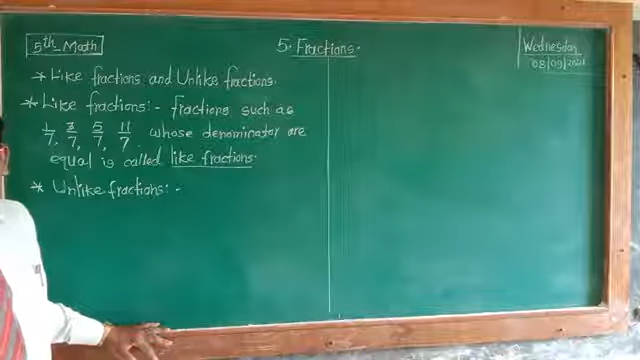 5th Math
5. Fractions.
Wednesday
08/09/2021
* Like fractions and Unlike fractions.
* Like fractions:- fractions such as
1/7, 3/7, 5/7, 11/7, whose denominator are
equal is called like fractions.
* Unlike fractions:-